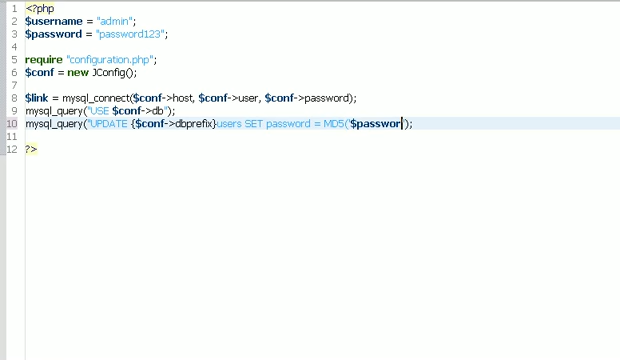 1 <?php
2 $username = "admin";
3 $password = "password123";
4
5 require "configuration.php";
6 $conf = new JConfig();
7
8 $link = mysql_connect($conf->host, $conf->user, $conf->password);
9 mysql_query("USE $conf->db");
10 mysql_query("UPDATE {$conf->dbprefix}users SET password = MD5('$passwor');
11
12 ?>